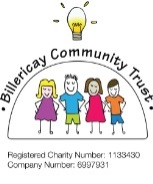 • Billericay Community Trust •
Registered Charity Number: 1133430
Company Number: 6997931